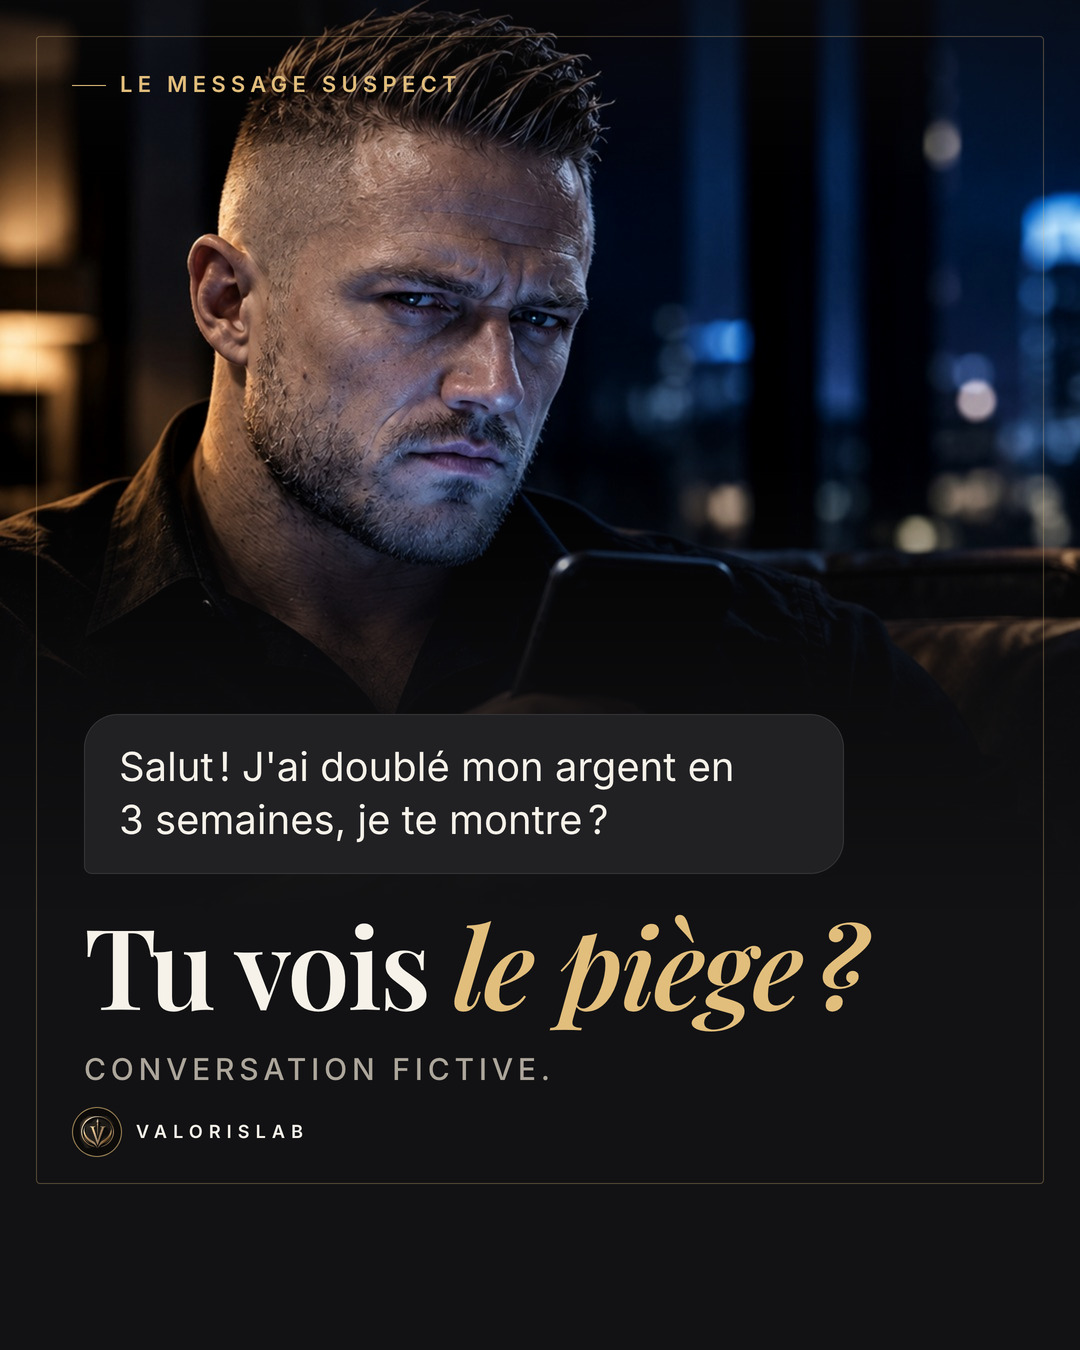 LE MESSAGE SUSPECT
Salut ! J'ai doublé mon argent en
3 semaines, je te montre ?
Tu vois le piège ?
CONVERSATION FICTIVE.
V
VALORISLAB